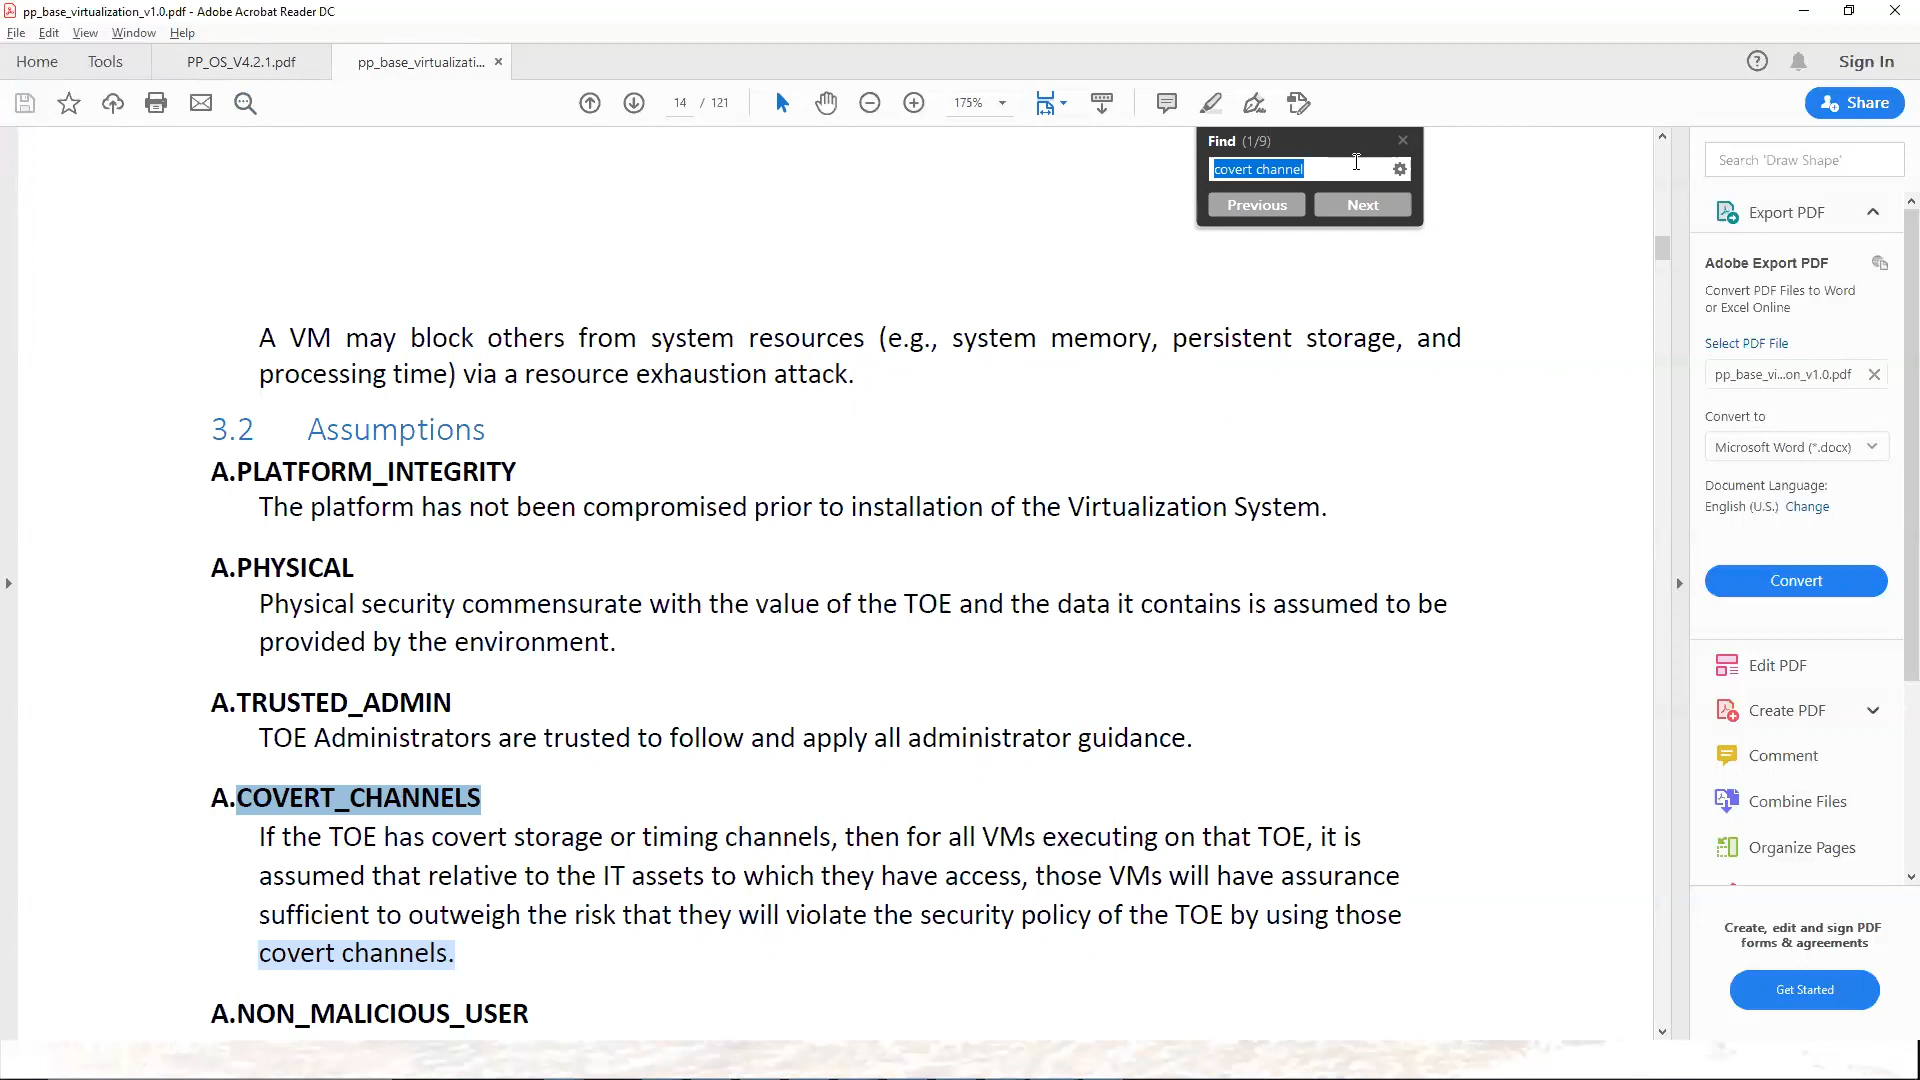 pp_base_virtualization_v1.0.pdf - Adobe Acrobat Reader DC
File Edit View Window Help
Home Tools PP_OS_V4.2.1.pdf pp_base_virtualizati... × Sign In
14 / 121 175% Share
Find (1/9)
covert channel
Previous Next
A VM may block others from system resources (e.g., system memory, persistent storage, and
processing time) via a resource exhaustion attack.
3.2 Assumptions
A.PLATFORM_INTEGRITY
The platform has not been compromised prior to installation of the Virtualization System.
A.PHYSICAL
Physical security commensurate with the value of the TOE and the data it contains is assumed to be
provided by the environment.
A.TRUSTED_ADMIN
TOE Administrators are trusted to follow and apply all administrator guidance.
A.COVERT_CHANNELS
If the TOE has covert storage or timing channels, then for all VMs executing on that TOE, it is
assumed that relative to the IT assets to which they have access, those VMs will have assurance
sufficient to outweigh the risk that they will violate the security policy of the TOE by using those
covert channels.
A.NON_MALICIOUS_USER
Search 'Draw Shape'
Export PDF
Adobe Export PDF
Convert PDF Files to Word
or Excel Online
Select PDF File
pp_base_vi...on_v1.0.pdf
Convert to
Microsoft Word (*.docx)
Document Language:
English (U.S.) Change
Convert
Edit PDF
Create PDF
Comment
Combine Files
Organize Pages
Create, edit and sign PDF
forms & agreements
Get Started